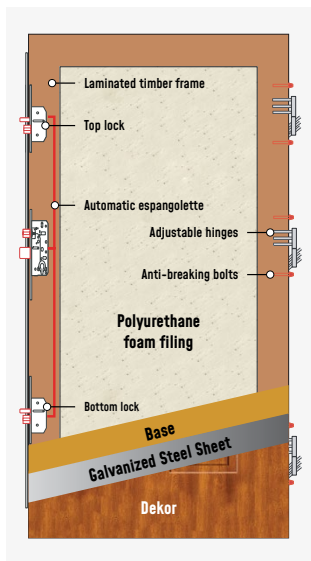 Laminated timber frame
Top lock
Automatic espangolette
Adjustable hinges
Anti-breaking bolts
Polyurethane
foam filing
Bottom lock
Base
Galvanized Steel Sheet
Dekor